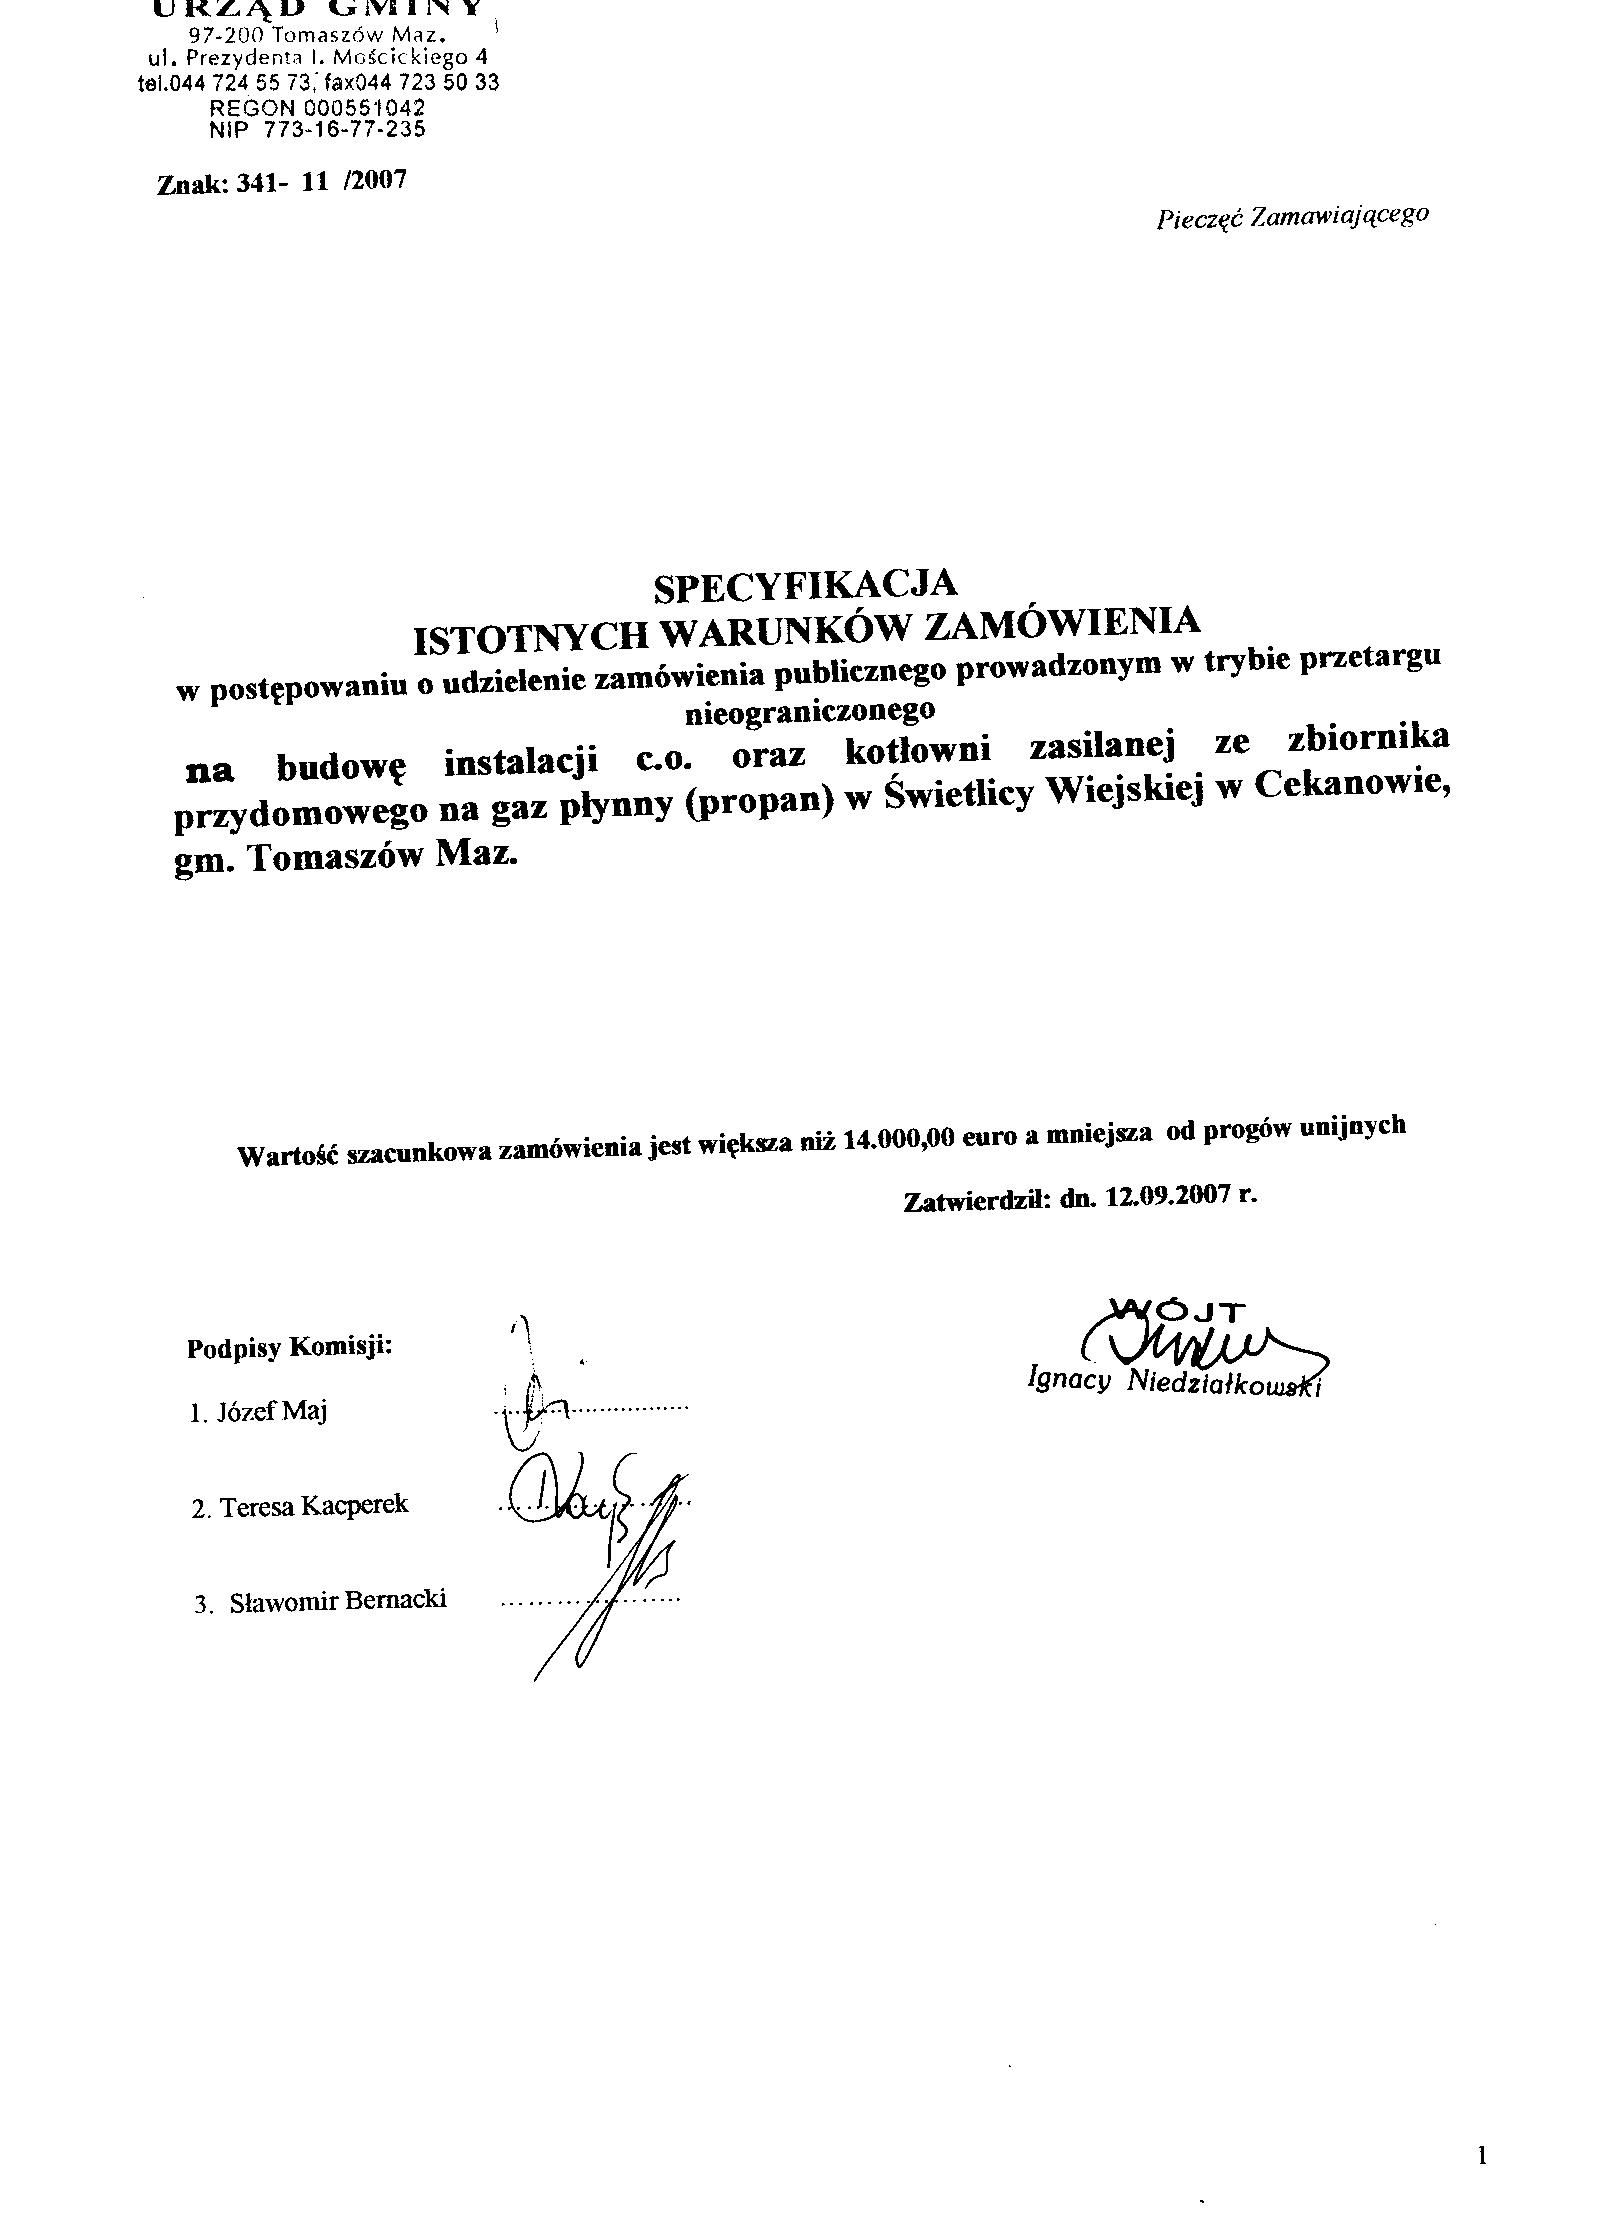 URZĄD GMINY
97-200 Tomaszów Maz.
ul. Prezydenta I. Mościckiego 4
tel.044 724 55 73, fax044 723 50 33
REGON 000551042
NIP 773-16-77-235
Znak: 341- 11 /2007
Pieczęć Zamawiającego
SPECYFIKACJA
ISTOTNYCH WARUNKÓW ZAMÓWIENIA
w postępowaniu o udzielenie zamówienia publicznego prowadzonym w trybie przetargu
nieograniczonego
na budowę instalacji c.o. oraz kotłowni zasilanej ze zbiornika
przydomowego na gaz płynny (propan) w Świetlicy Wiejskiej w Cekanowie,
gm. Tomaszów Maz.
Wartość szacunkowa zamówienia jest większa niż 14.000,00 euro a mniejsza od progów unijnych
Zatwierdził: dn. 12.09.2007 r.
WÓJT
Ignacy Niedziałkowski
Podpisy Komisji:
1. Józef Maj ....................
2. Teresa Kacperek ....................
3. Sławomir Bernacki ....................
1